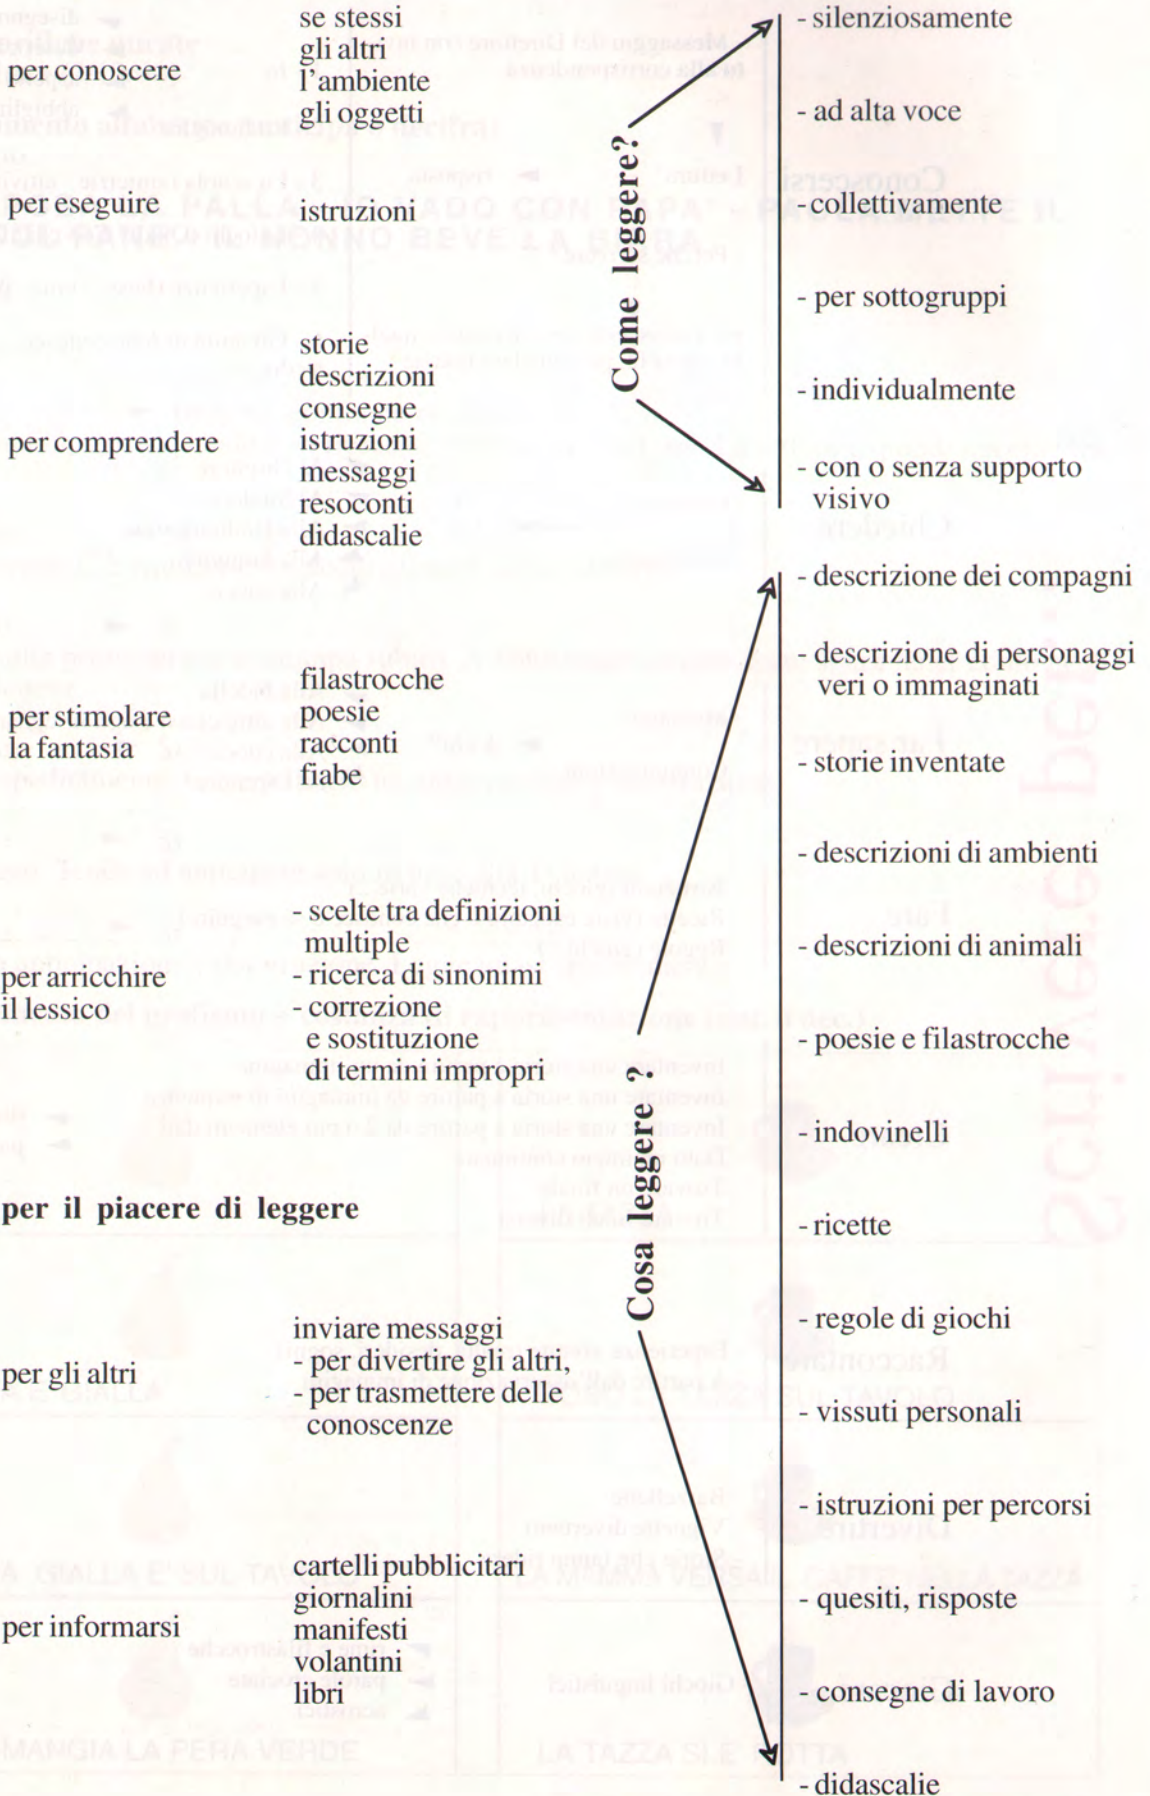 se stessi
gli altri
per conoscere
l'ambiente
gli oggetti
per eseguire
istruzioni
storie
descrizioni
consegne
per comprendere
istruzioni
messaggi
resoconti
didascalie
filastrocche
per stimolare
la fantasia
poesie
racconti
fiabe
- scelte tra definizioni
multiple
per arricchire
il lessico
- ricerca di sinonimi
- correzione
e sostituzione
di termini impropri
per il piacere di leggere
per gli altri
inviare messaggi
- per divertire gli altri,
- per trasmettere delle
conoscenze
per informarsi
cartelli pubblicitari
giornalini
manifesti
volantini
libri
Come leggere?
- silenziosamente
- ad alta voce
- collettivamente
- per sottogruppi
- individualmente
- con o senza supporto
visivo
Cosa leggere ?
- descrizione dei compagni
- descrizione di personaggi
veri o immaginati
- storie inventate
- descrizioni di ambienti
- descrizioni di animali
- poesie e filastrocche
- indovinelli
- ricette
- regole di giochi
- vissuti personali
- istruzioni per percorsi
- quesiti, risposte
- consegne di lavoro
- didascalie